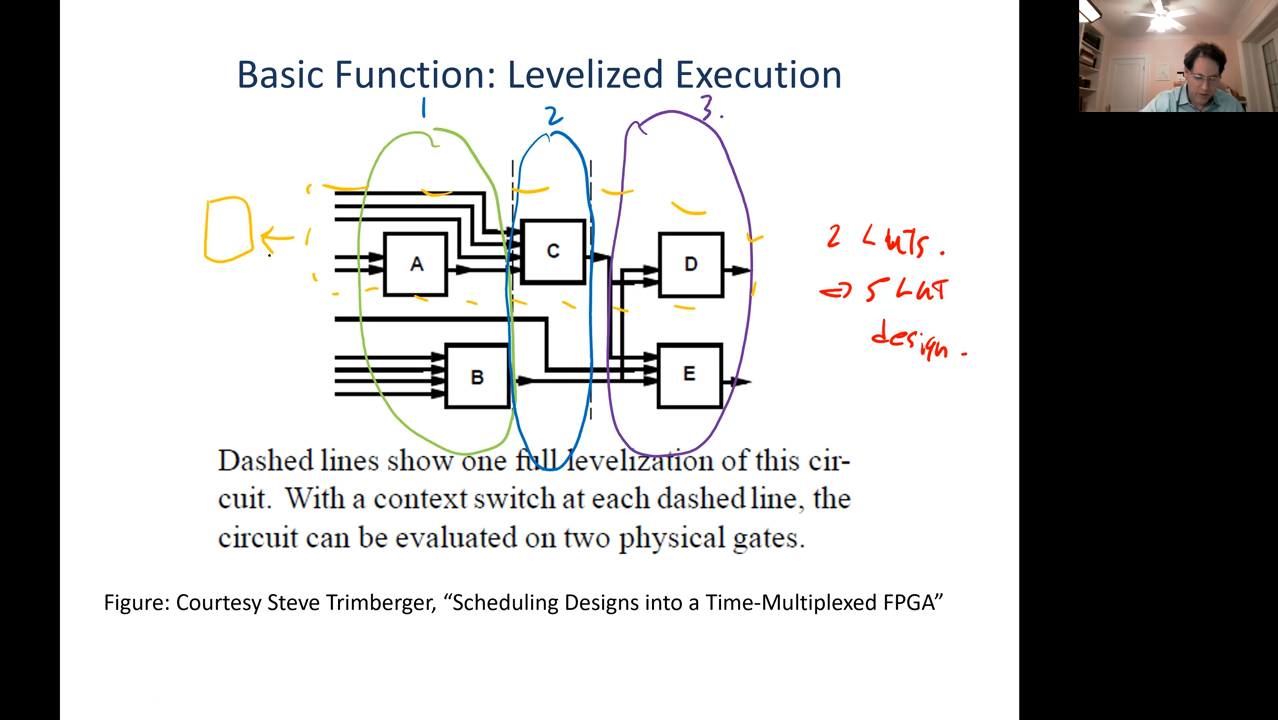 Basic Function: Levelized Execution
1 2 3.
A
C
D
B
E
2 LUTs.
⇔ 5 LUT
design.
Dashed lines show one full levelization of this cir-
cuit. With a context switch at each dashed line, the
circuit can be evaluated on two physical gates.
Figure: Courtesy Steve Trimberger, “Scheduling Designs into a Time-Multiplexed FPGA”